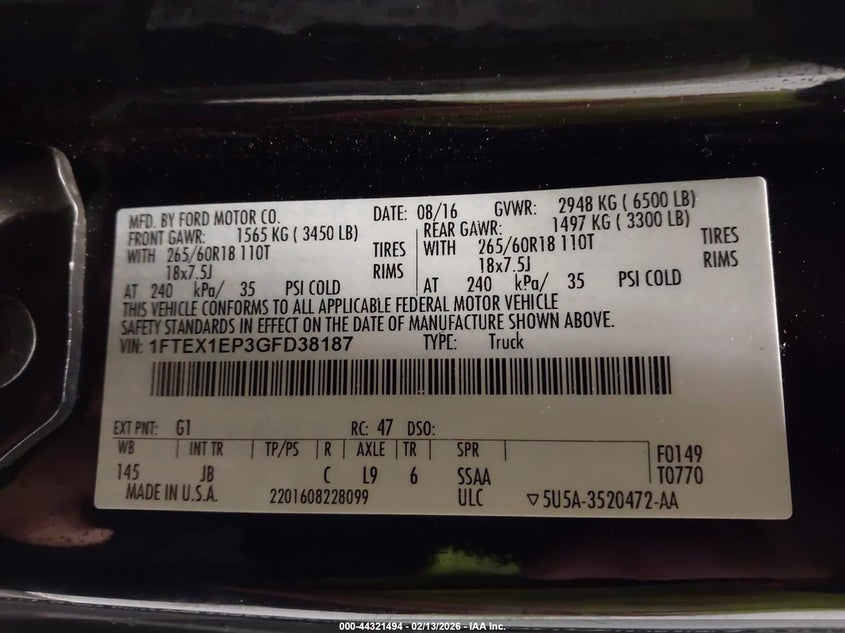 MFD. BY FORD MOTOR CO. DATE: 08/16 GVWR: 2948 KG ( 6500 LB)
FRONT GAWR: 1565 KG ( 3450 LB) REAR GAWR: 1497 KG ( 3300 LB)
WITH 265/60R18 110T TIRES WITH 265/60R18 110T TIRES
18x7.5J RIMS 18x7.5J RIMS
AT 240 kPa/ 35 PSI COLD AT 240 kPa/ 35 PSI COLD
THIS VEHICLE CONFORMS TO ALL APPLICABLE FEDERAL MOTOR VEHICLE
SAFETY STANDARDS IN EFFECT ON THE DATE OF MANUFACTURE SHOWN ABOVE.
VIN: 1FTEX1EP3GFD38187 TYPE: Truck
EXT PNT: G1 RC: 47 DSO:
WB INT TR TP/PS R AXLE TR SPR F0149
145 JB C L9 6 SSAA T0770
MADE IN U.S.A. 2201608228099 ULC ▽5U5A-3520472-AA
000-44321494 - 02/13/2026 - IAA Inc.